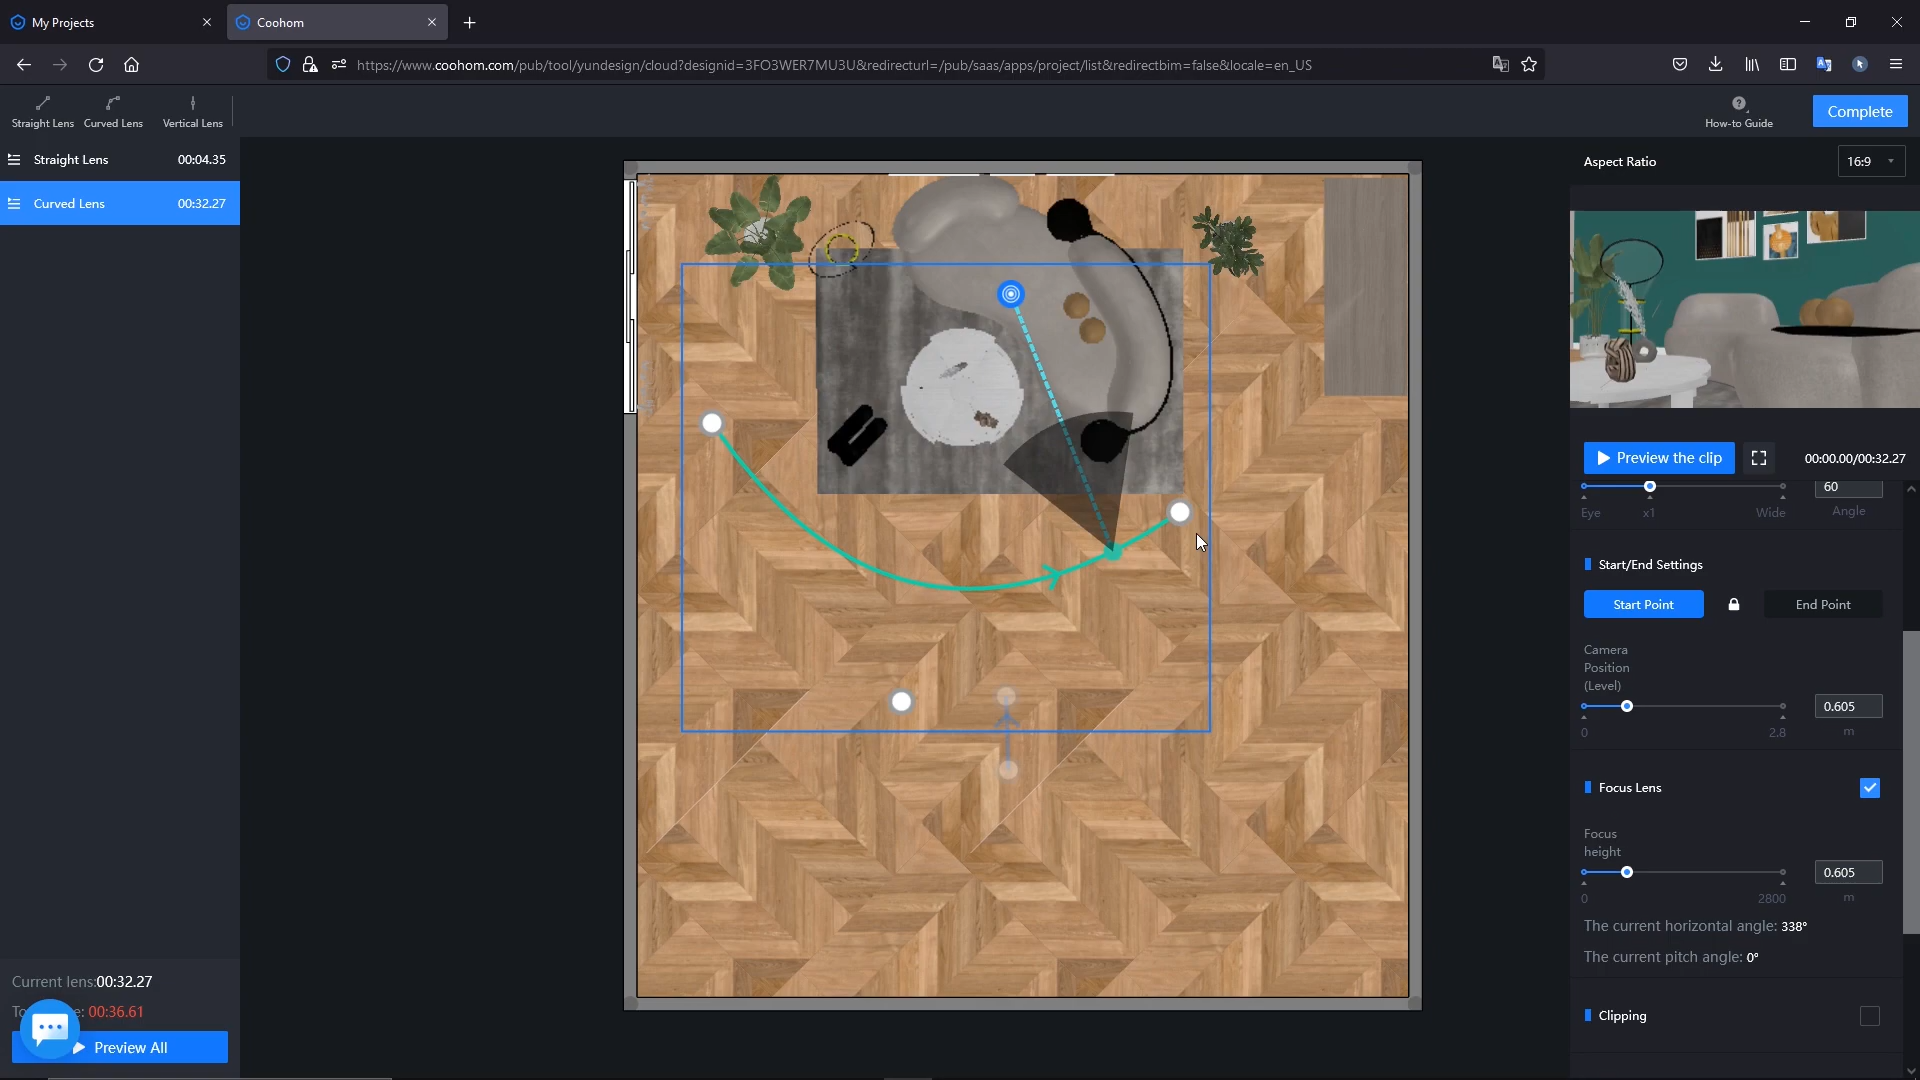 My Projects
Coohom
https://www.coohom.com/pub/tool/yundesign/cloud?designid=3FO3WER7MU3U&redirecturl=/pub/saas/apps/project/list&redirectbim=false&locale=en_US
Straight Lens
Curved Lens
Vertical Lens
How-to Guide
Complete
Straight Lens 00:04.35
Curved Lens 00:32.27
Aspect Ratio 16:9
Preview the clip 00:00.00/00:32.27
60
Eye x1 Wide Angle
Start/End Settings
Start Point End Point
Camera
Position
(Level)
0.605
0 2.8 m
Focus Lens
Focus
height
0.605
0 2800 m
The current horizontal angle: 338°
The current pitch angle: 0°
Clipping
Current lens:00:32.27
00:36.61
Preview All